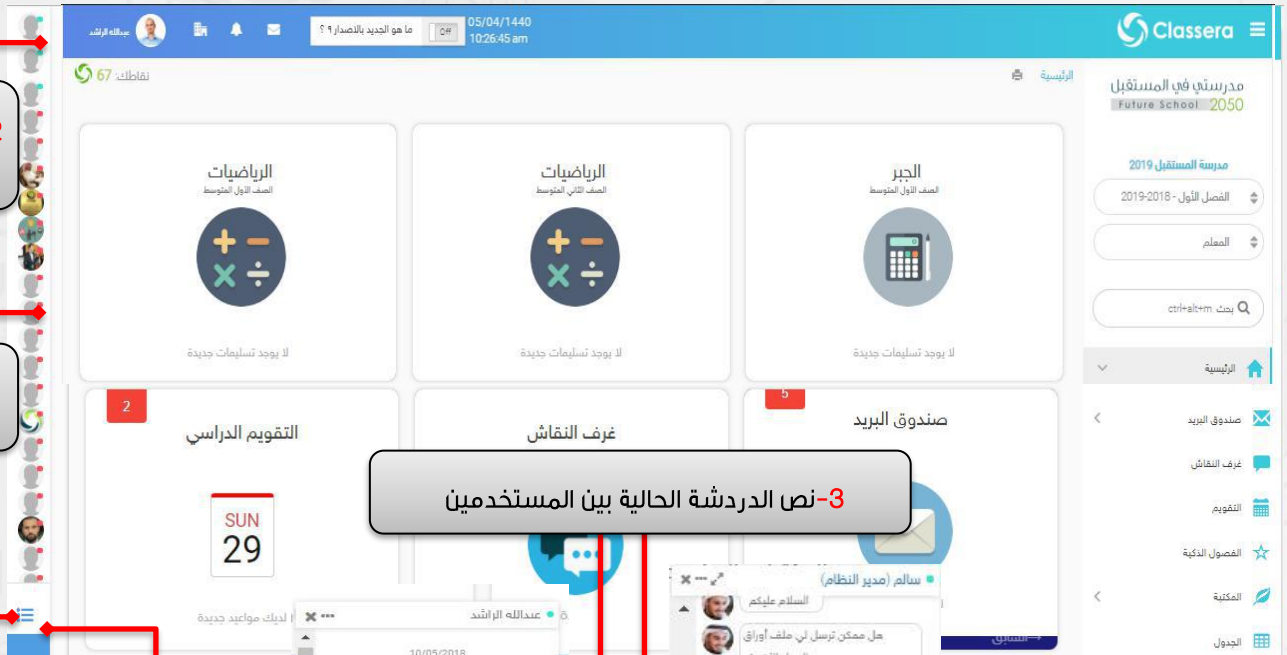 Classera
05/04/1440
10:26:45 am
Off
ما هو الجديد بالاصدار ٩ ؟
عبدالله الراشد
مدرستي في المستقبل
Future School 2050
مدرسة المستقبل 2019
الفصل الأول - 2018-2019
المعلم
بحث ctrl+alt+m
الرئيسية
صندوق البريد
غرف النقاش
التقويم
الفصول الذكية
المكتبة
الجدول
الرئيسية
نقاطك: 67
الجبر
الصف الأول المتوسط
لا يوجد تسليمات جديدة
الرياضيات
الصف الثاني المتوسط
لا يوجد تسليمات جديدة
الرياضيات
الصف الأول المتوسط
لا يوجد تسليمات جديدة
5
صندوق البريد
السابق
غرف النقاش
2
التقويم الدراسي
SUN
29
لديك مواعيد جديدة
3-نص الدردشة الحالية بين المستخدمين
سالم (مدير النظام)
السلام عليكم
هل ممكن ترسل لي ملف أوراق
عبدالله الراشد
10/05/2018
2